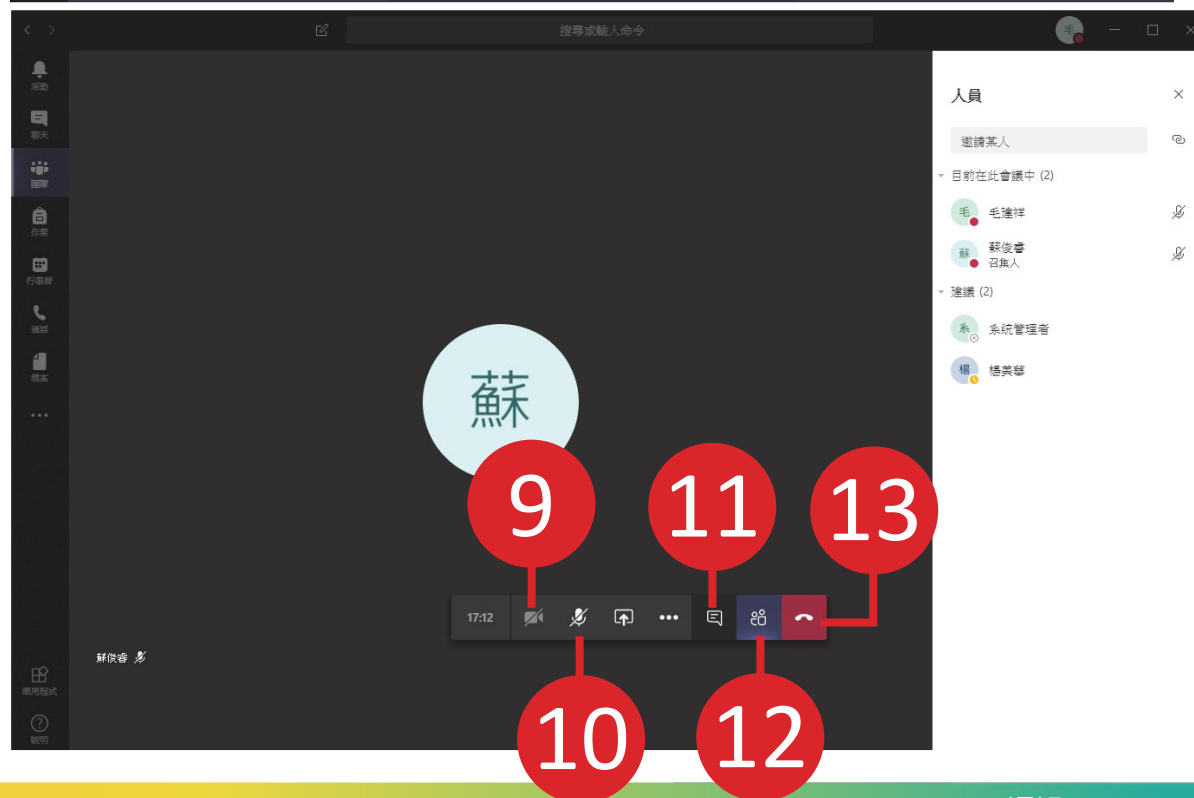 搜尋或輸入命令
毛
活動
聊天
團隊
作業
行事曆
通話
檔案
應用程式
說明
蘇
蘇俊睿
17:12
9
10
11
12
13
人員
邀請某人
目前在此會議中 (2)
毛 毛建祥
蘇 蘇俊睿
召集人
建議 (2)
系 系統管理者
楊 楊美華